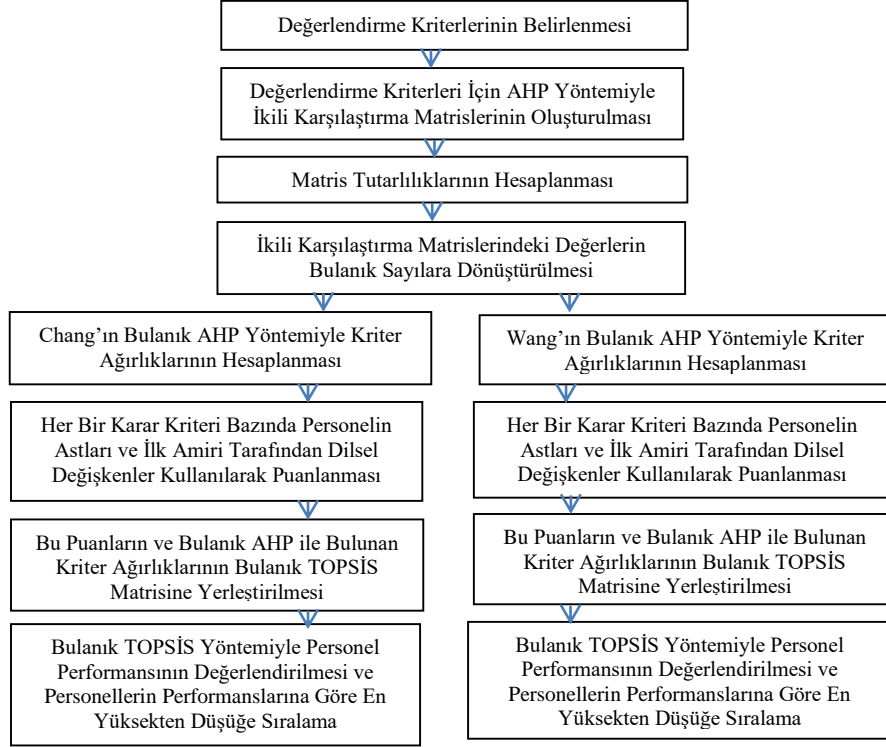 Değerlendirme Kriterlerinin Belirlenmesi
Değerlendirme Kriterleri İçin AHP Yöntemiyle
İkili Karşılaştırma Matrislerinin Oluşturulması
Matris Tutarlılıklarının Hesaplanması
İkili Karşılaştırma Matrislerindeki Değerlerin
Bulanık Sayılara Dönüştürülmesi
Chang’ın Bulanık AHP Yöntemiyle Kriter
Ağırlıklarının Hesaplanması
Her Bir Karar Kriteri Bazında Personelin
Astları ve İlk Amiri Tarafından Dilsel
Değişkenler Kullanılarak Puanlanması
Bu Puanların ve Bulanık AHP ile Bulunan
Kriter Ağırlıklarının Bulanık TOPSİS
Matrisine Yerleştirilmesi
Bulanık TOPSİS Yöntemiyle Personel
Performansının Değerlendirilmesi ve
Personellerin Performanslarına Göre En
Yüksekten Düşüğe Sıralama
Wang’ın Bulanık AHP Yöntemiyle Kriter
Ağırlıklarının Hesaplanması
Her Bir Karar Kriteri Bazında Personelin
Astları ve İlk Amiri Tarafından Dilsel
Değişkenler Kullanılarak Puanlanması
Bu Puanların ve Bulanık AHP ile Bulunan
Kriter Ağırlıklarının Bulanık TOPSİS
Matrisine Yerleştirilmesi
Bulanık TOPSİS Yöntemiyle Personel
Performansının Değerlendirilmesi ve
Personellerin Performanslarına Göre En
Yüksekten Düşüğe Sıralama